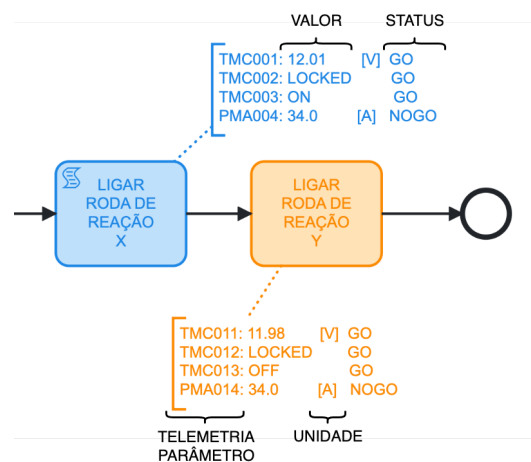 VALOR STATUS
TMC001: 12.01 [V] GO
TMC002: LOCKED GO
TMC003: ON GO
PMA004: 34.0 [A] NOGO
LIGAR
RODA DE
REAÇÃO
X
LIGAR
RODA DE
REAÇÃO
Y
TMC011: 11.98 [V] GO
TMC012: LOCKED GO
TMC013: OFF GO
PMA014: 34.0 [A] NOGO
TELEMETRIA
PARÂMETRO
UNIDADE